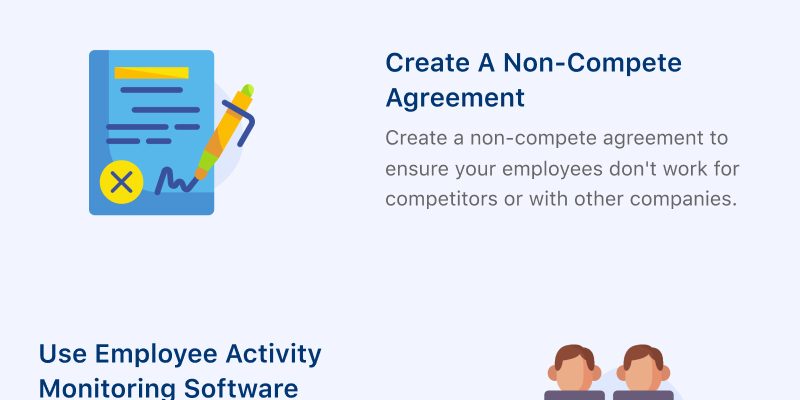 Create A Non-Compete
Agreement
Create a non-compete agreement to
ensure your employees don't work for
competitors or with other companies.
Use Employee Activity
Monitoring Software